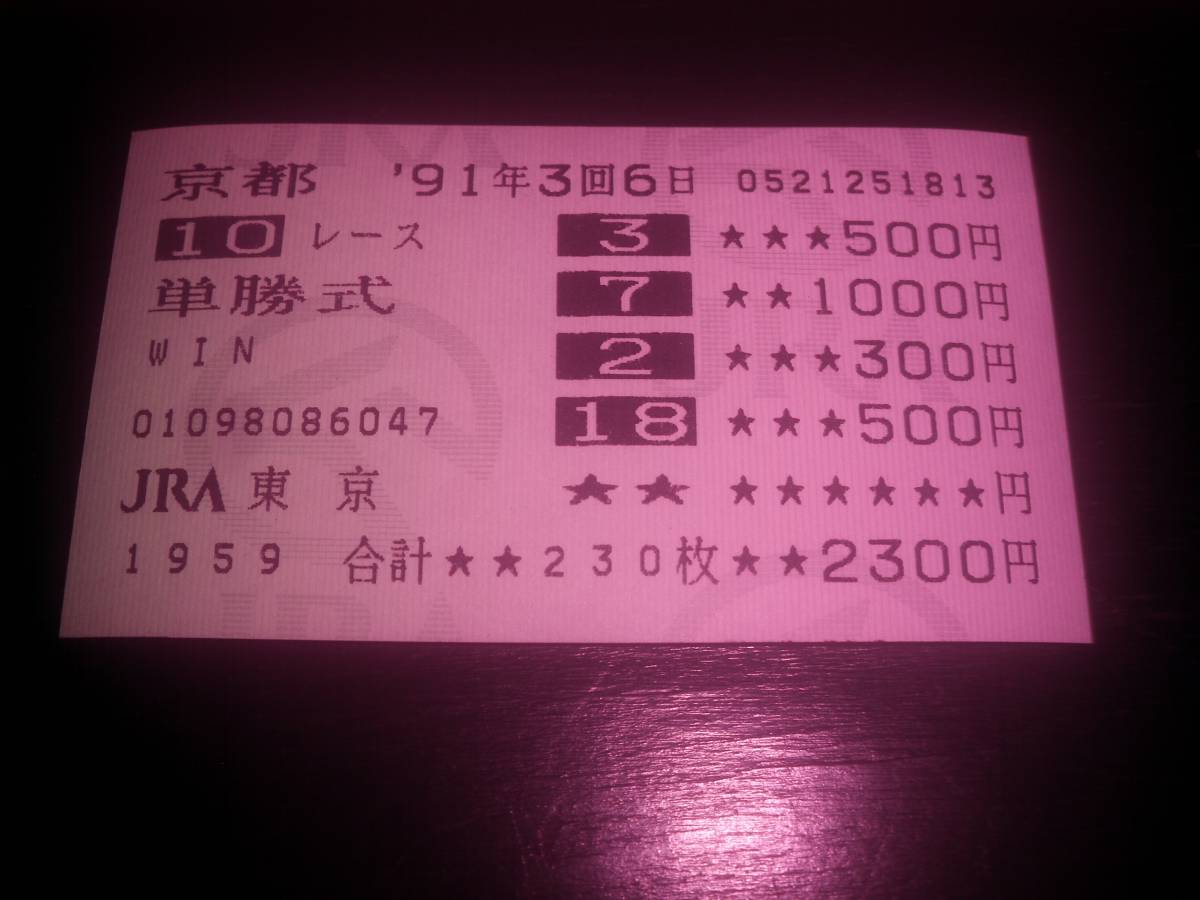 京都 '91年3回6日 0521251813
10 レース 3 ★★★500円
単勝式 7 ★★1000円
WIN 2 ★★★300円
01098086047 18 ★★★500円
JRA 東京 ★★ ★★★★★★円
1959 合計★★230枚★★2300円